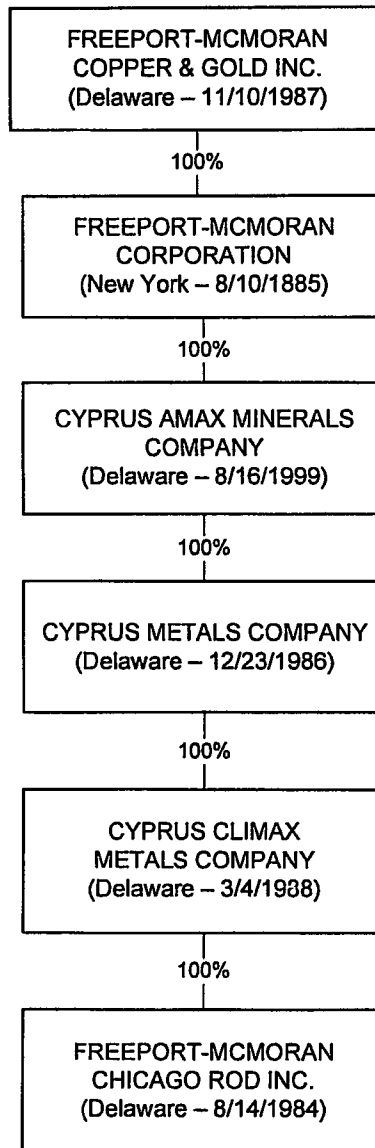 FREEPORT-MCMORAN
COPPER & GOLD INC.
(Delaware – 11/10/1987)
100%
FREEPORT-MCMORAN
CORPORATION
(New York – 8/10/1885)
100%
CYPRUS AMAX MINERALS
COMPANY
(Delaware – 8/16/1999)
100%
CYPRUS METALS COMPANY
(Delaware – 12/23/1986)
100%
CYPRUS CLIMAX
METALS COMPANY
(Delaware – 3/4/1988)
100%
FREEPORT-MCMORAN
CHICAGO ROD INC.
(Delaware – 8/14/1984)